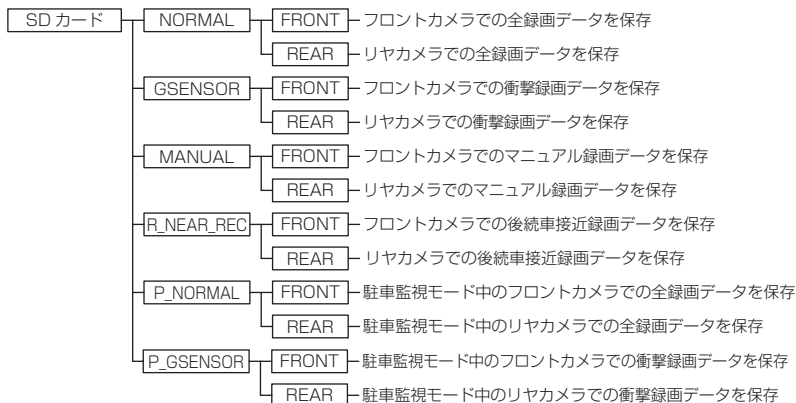 SD カード NORMAL FRONT フロントカメラでの全録画データを保存
REAR リヤカメラでの全録画データを保存
GSENSOR FRONT フロントカメラでの衝撃録画データを保存
REAR リヤカメラでの衝撃録画データを保存
MANUAL FRONT フロントカメラでのマニュアル録画データを保存
REAR リヤカメラでのマニュアル録画データを保存
R_NEAR_REC FRONT フロントカメラでの後続車接近録画データを保存
REAR リヤカメラでの後続車接近録画データを保存
P_NORMAL FRONT 駐車監視モード中のフロントカメラでの全録画データを保存
REAR 駐車監視モード中のリヤカメラでの全録画データを保存
P_GSENSOR FRONT 駐車監視モード中のフロントカメラでの衝撃録画データを保存
REAR 駐車監視モード中のリヤカメラでの衝撃録画データを保存